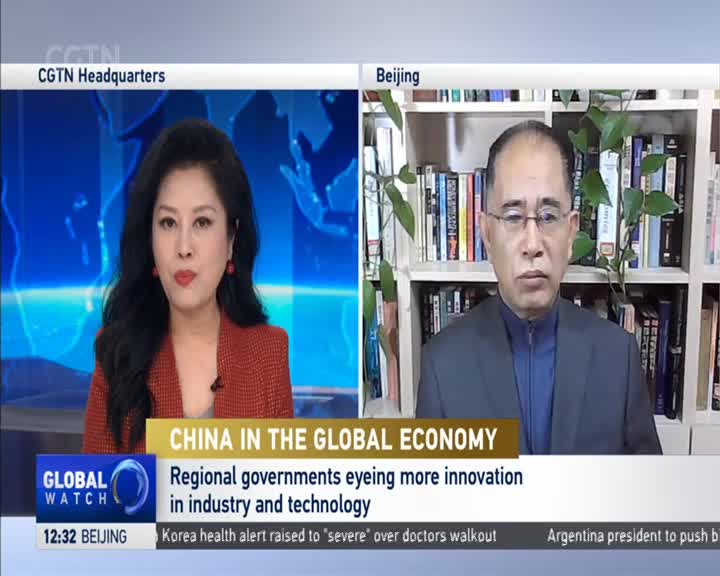 CGTN
CGTN Headquarters
Beijing
CHINA IN THE GLOBAL ECONOMY
Regional governments eyeing more innovation
in industry and technology
GLOBAL
WATCH
12:32 BEIJING
Korea health alert raised to "severe" over doctors walkout
Argentina president to push b